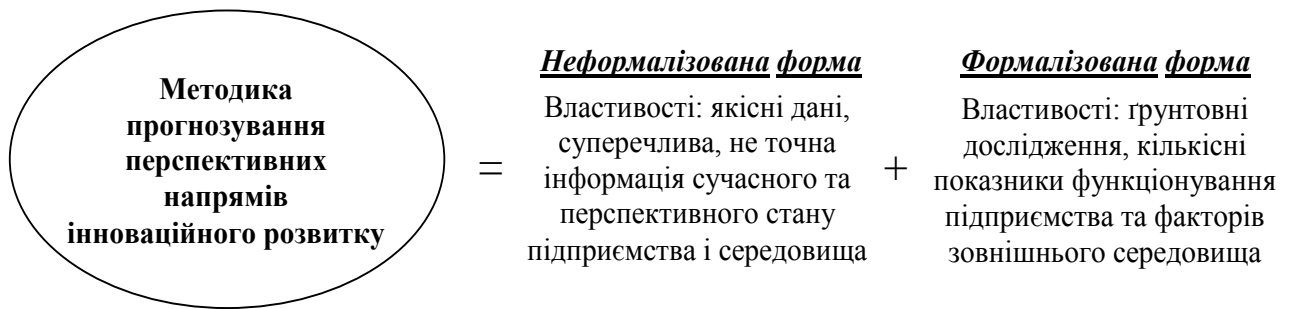 Методика
прогнозування
перспективних
напрямів
інноваційного розвитку
=
Неформалізована форма
Властивості: якісні дані,
суперечлива, не точна
інформація сучасного та
перспективного стану
підприємства і середовища
+
Формалізована форма
Властивості: ґрунтовні
дослідження, кількісні
показники функціонування
підприємства та факторів
зовнішнього середовища